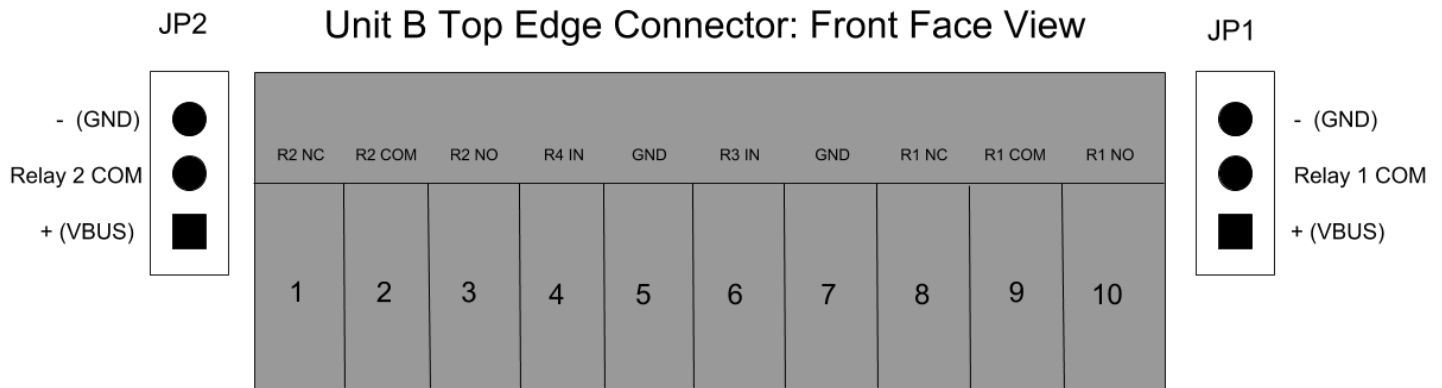 JP2
Unit B Top Edge Connector: Front Face View
JP1
- (GND)
Relay 2 COM
+ (VBUS)
R2 NC R2 COM R2 NO R4 IN GND R3 IN GND R1 NC R1 COM R1 NO
1 2 3 4 5 6 7 8 9 10
- (GND)
Relay 1 COM
+ (VBUS)